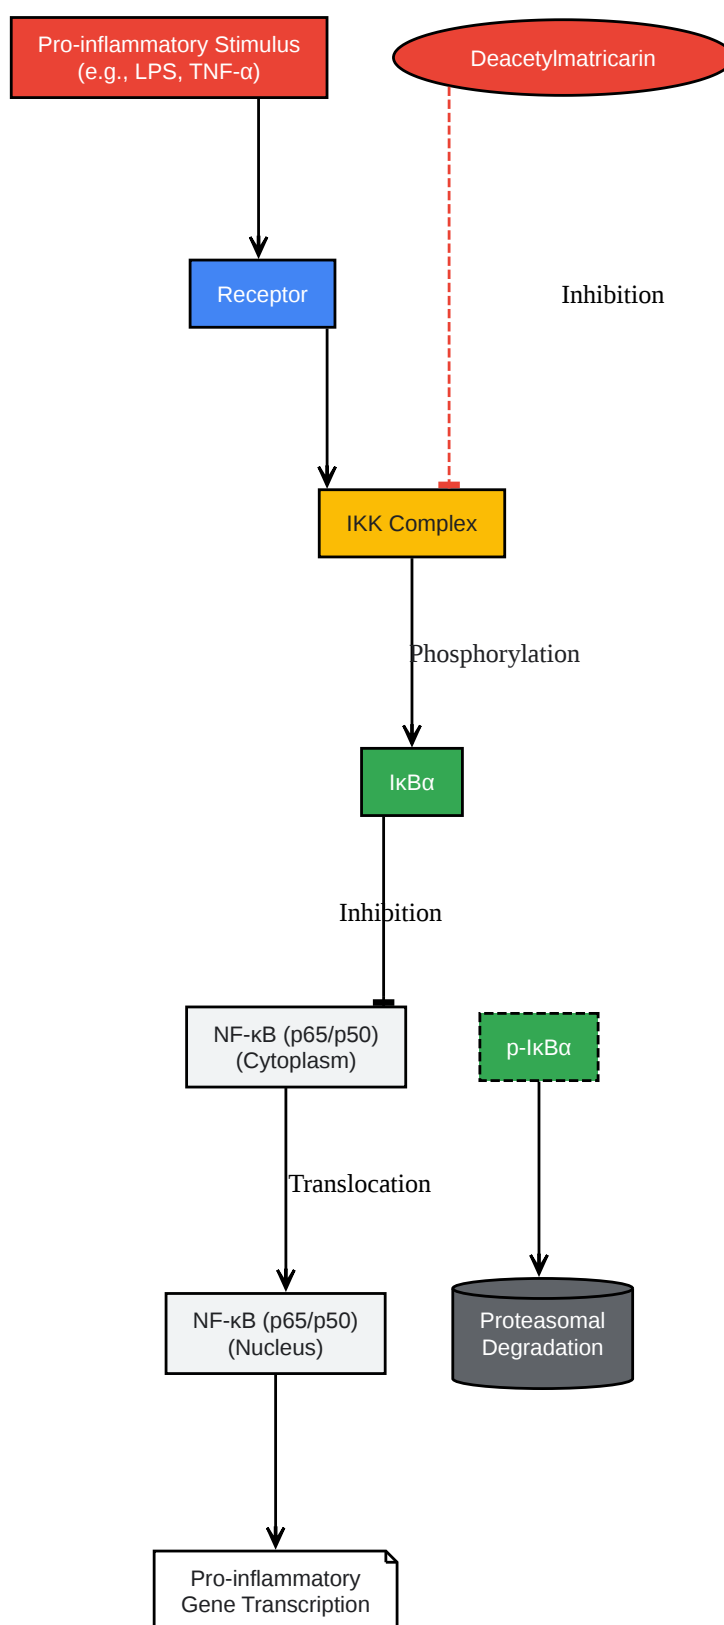 Pro-inflammatory Stimulus
(e.g., LPS, TNF-α)
Deacetylmatricarin
Receptor
Inhibition
IKK Complex
Phosphorylation
IκBα
Inhibition
NF-κB (p65/p50)
(Cytoplasm)
p-IκBα
Translocation
NF-κB (p65/p50)
(Nucleus)
Proteasomal
Degradation
Pro-inflammatory
Gene Transcription